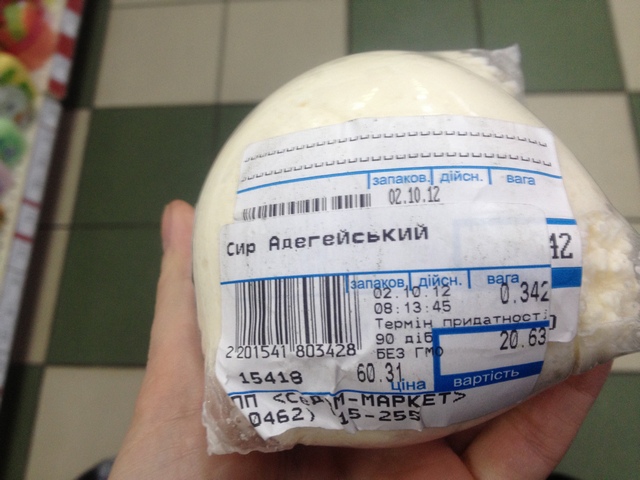 запаков. дійсн. вага
02.10.12
42
Сир Адегейський
запаков. дійсн. вага
02.10.12 0.342
08:13:45
Термін придатності
90 діб 20.63
БЕЗ ГМО
2 201541 803428
15418 60.31 ціна вартість
М-МАРКЕТ>
0462) 15-255